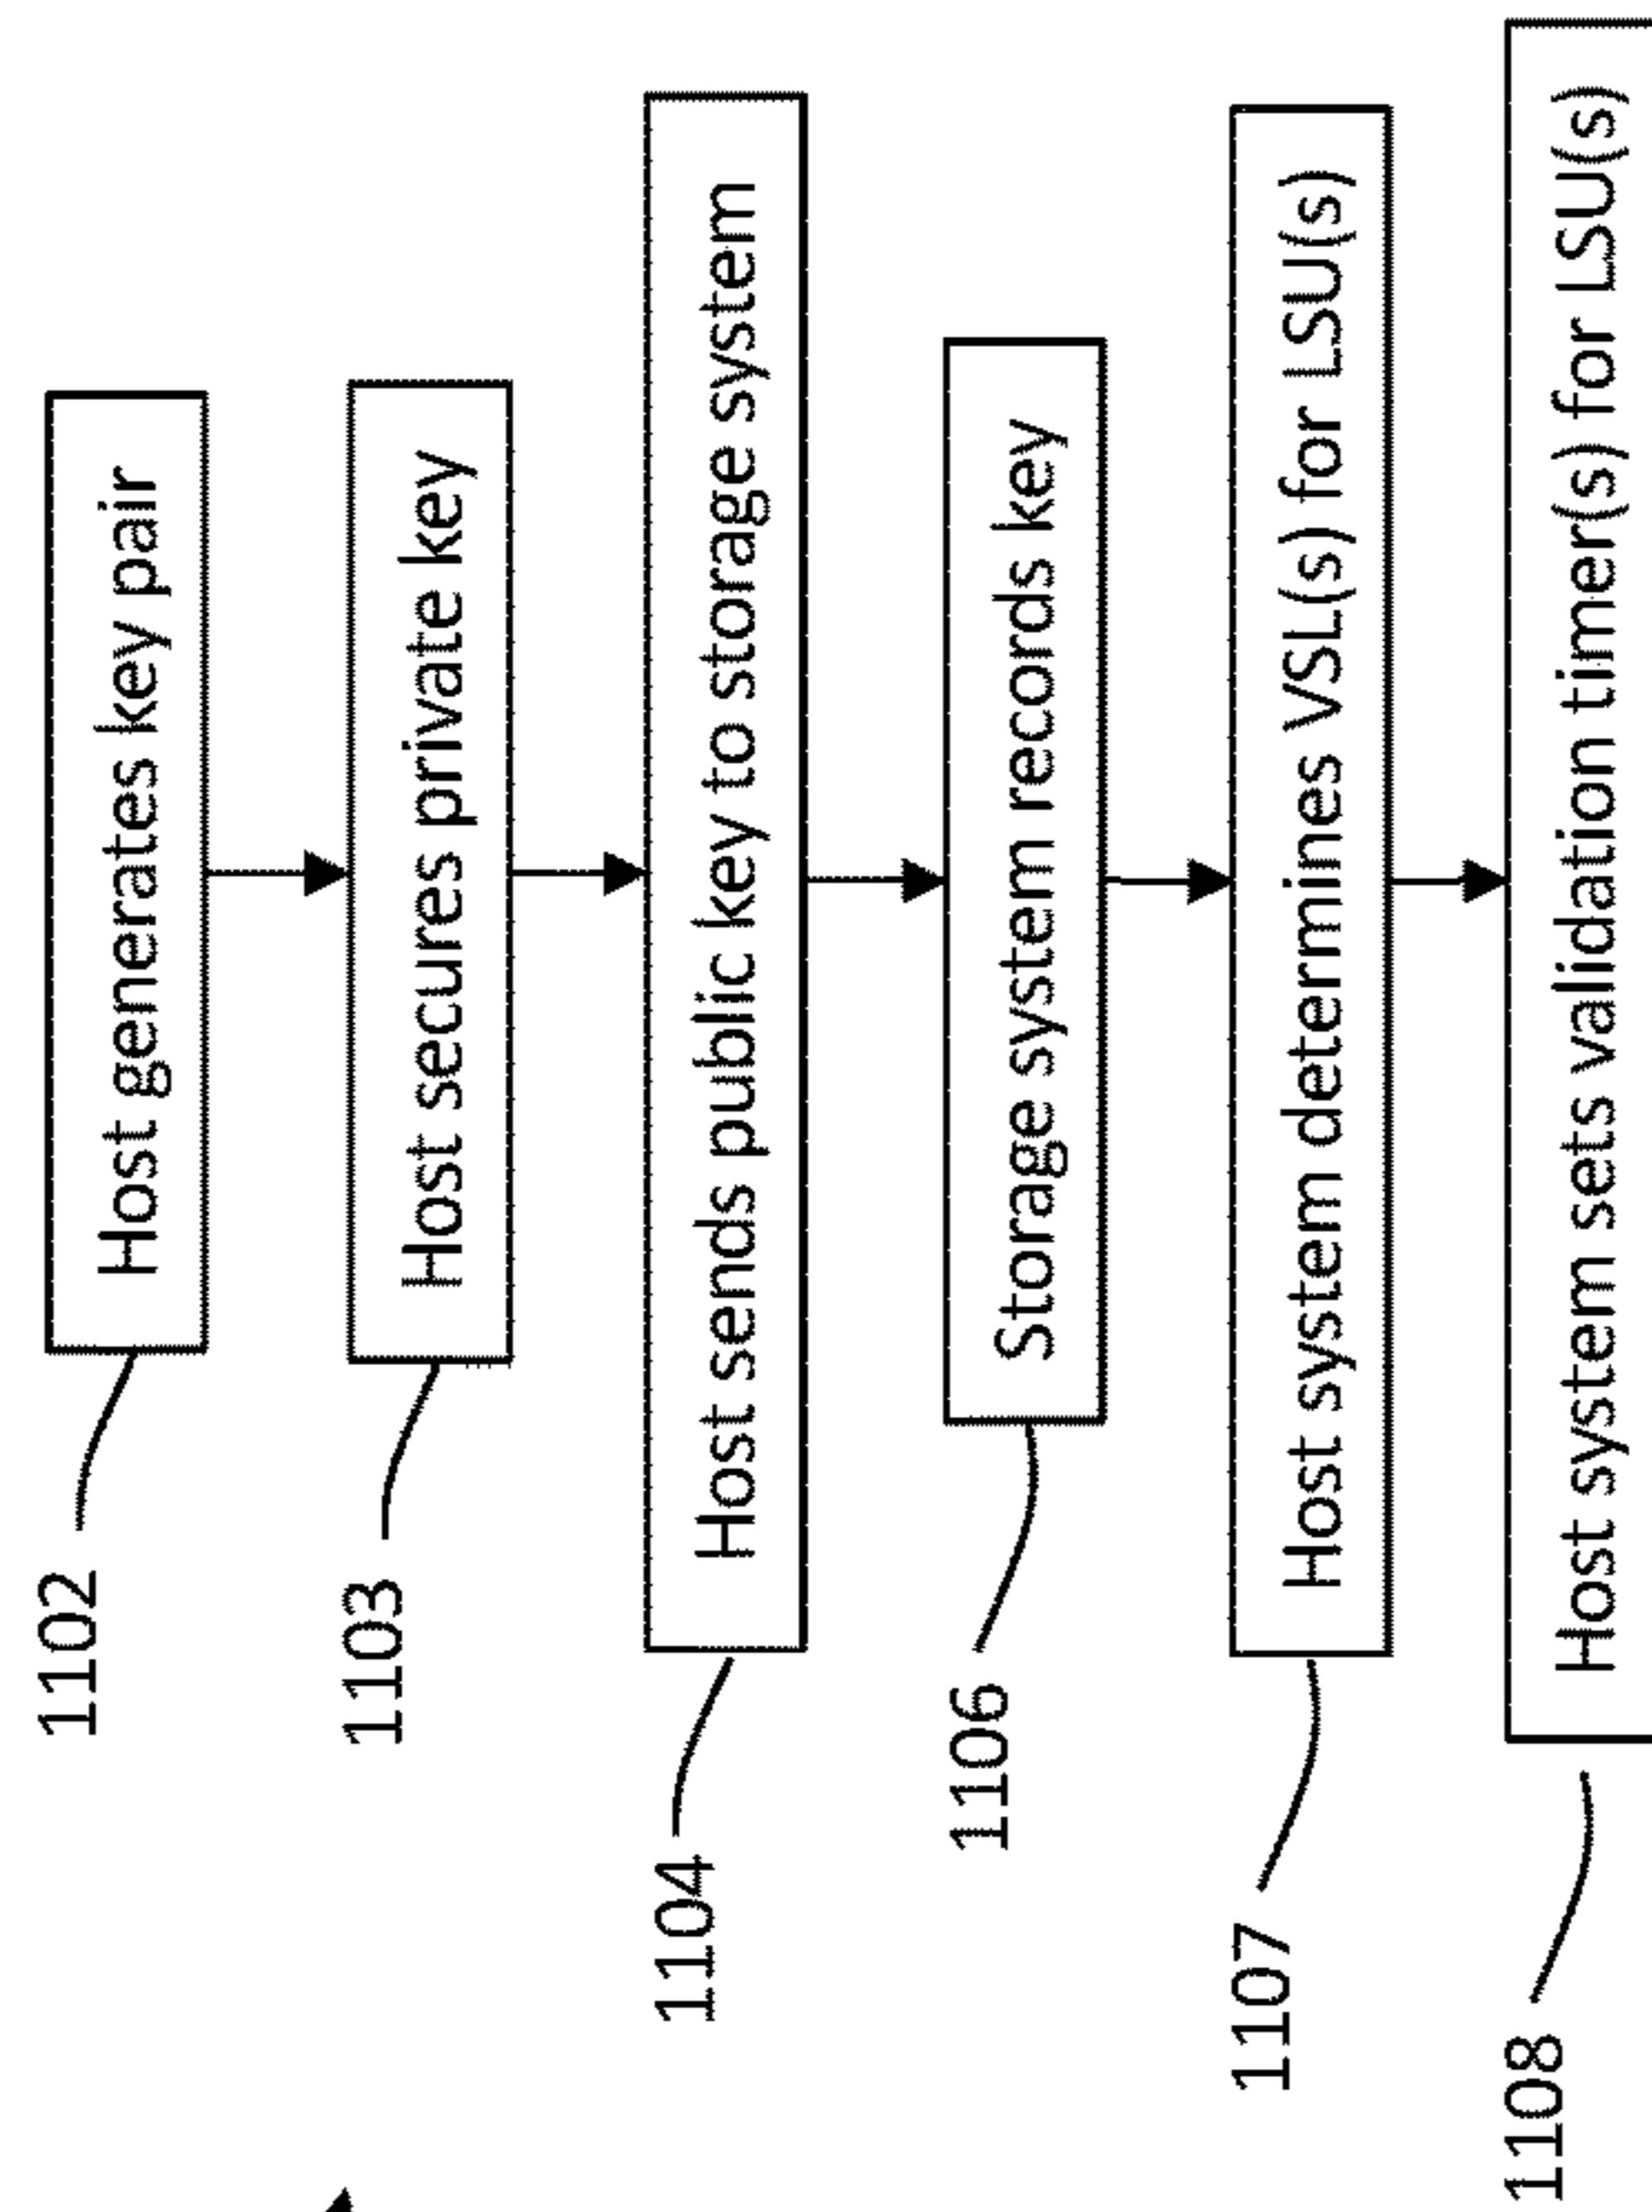 1102
Host generates key pair
1103
Host secures private key
1104
Host sends public key to storage system
1106
Storage system records key
1107
Host system determines VSL(s) for LSU(s)
1108
Host system sets validation timer(s) for LSU(s)